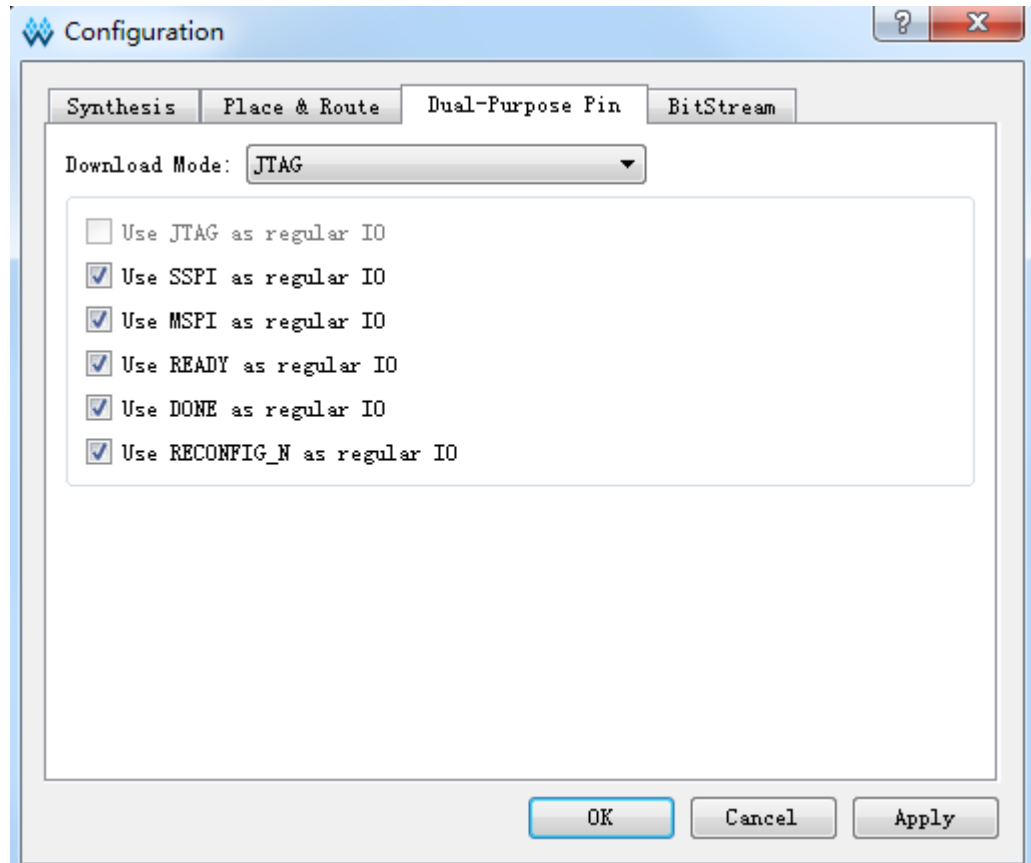 Configuration
Synthesis Place & Route Dual-Purpose Pin BitStream
Download Mode: JTAG
Use JTAG as regular IO
Use SSPI as regular IO
Use MSPI as regular IO
Use READY as regular IO
Use DONE as regular IO
Use RECONFIG_N as regular IO
OK Cancel Apply